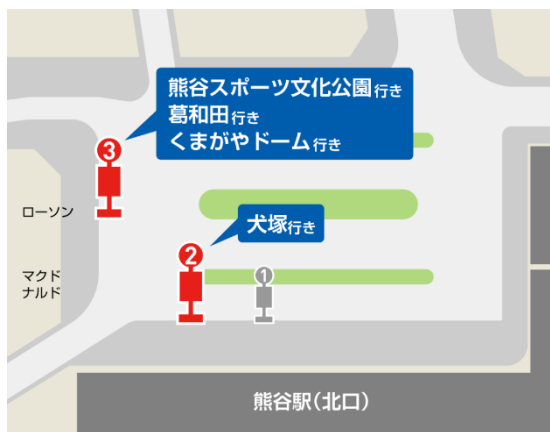 熊谷スポーツ文化公園行き
葛和田行き
くまがやドーム行き
3
ローソン
犬塚行き
2
1
マクド
ナルド
熊谷駅(北口)